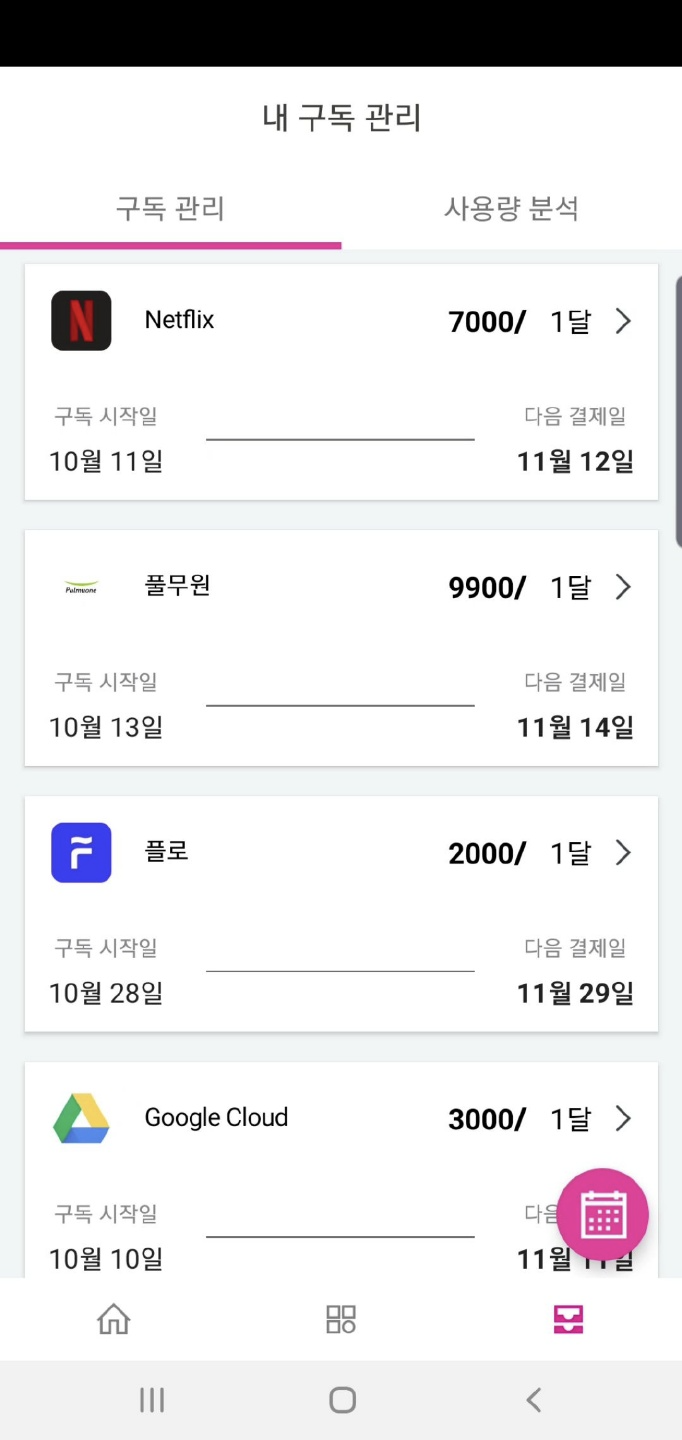 내 구독 관리
구독 관리 사용량 분석
Netflix 7000/ 1달
구독 시작일 다음 결제일
10월 11일 11월 12일
Pulmuone 풀무원 9900/ 1달
구독 시작일 다음 결제일
10월 13일 11월 14일
플로 2000/ 1달
구독 시작일 다음 결제일
10월 28일 11월 29일
Google Cloud 3000/ 1달
구독 시작일
10월 10일 11월